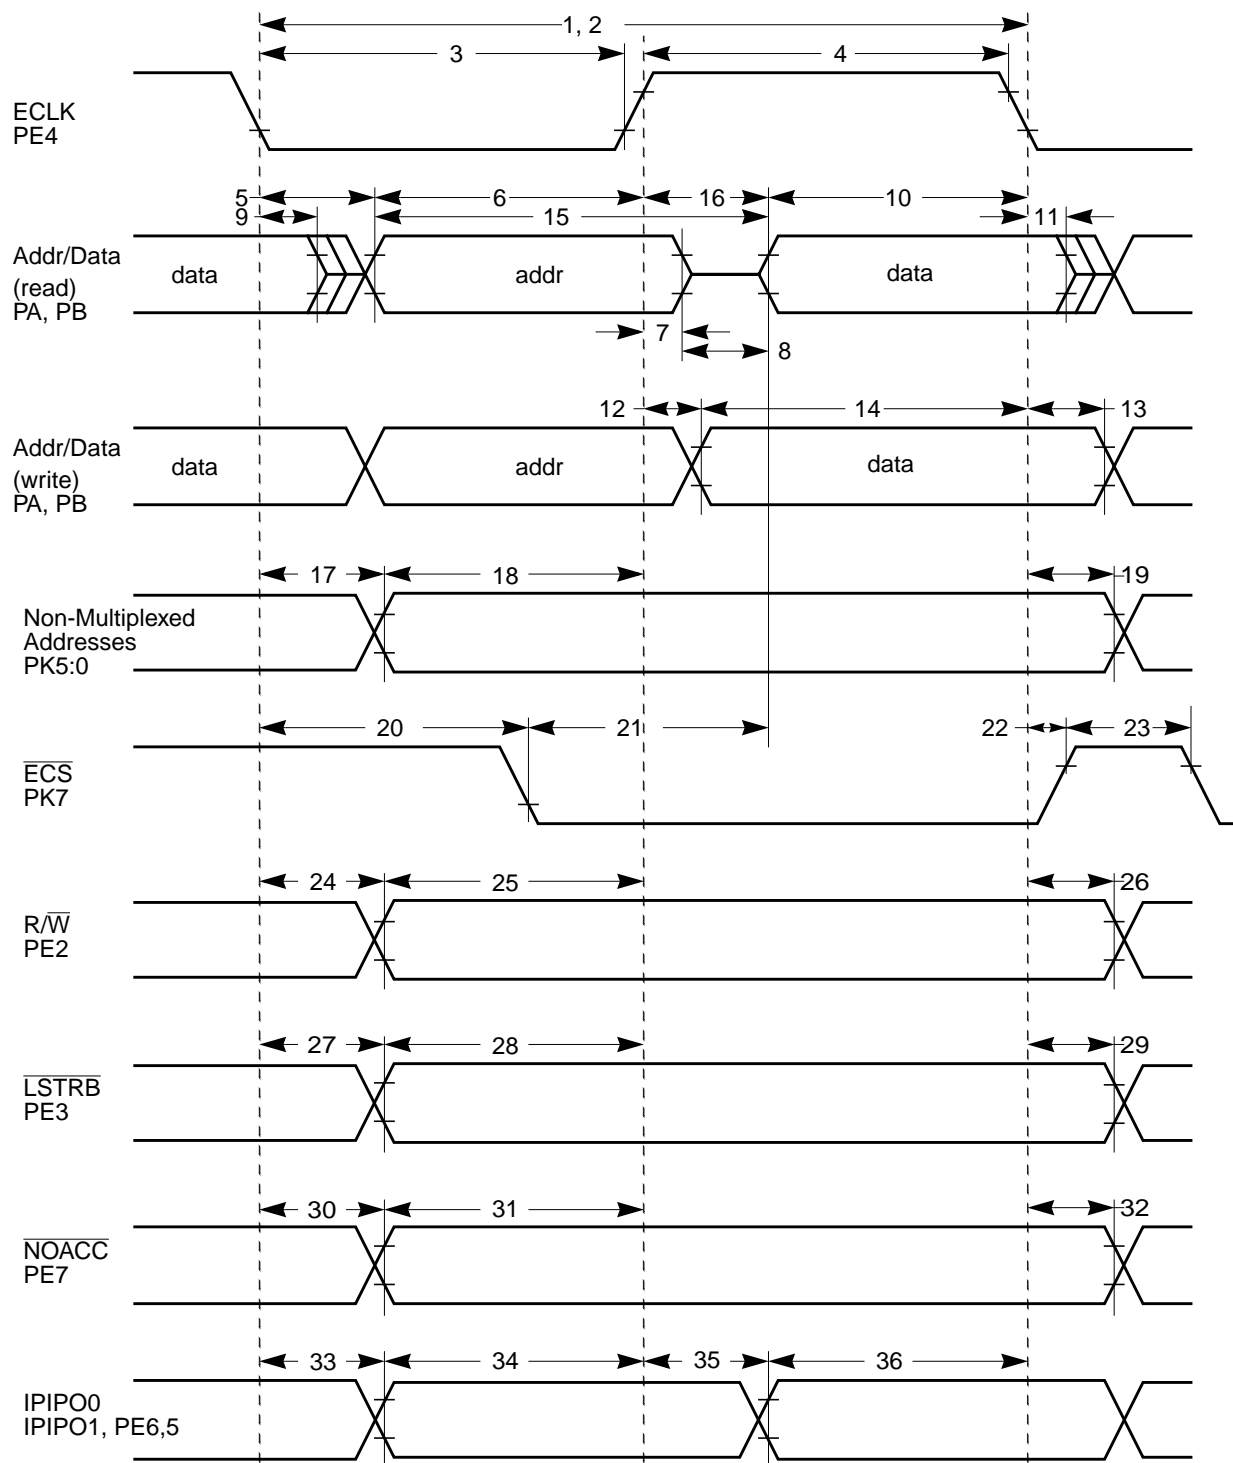 1, 2
3
4
ECLK
PE4
5
6
16
10
9
15
11
Addr/Data
(read)
PA, PB
data
addr
data
7
8
12
14
13
Addr/Data
(write)
PA, PB
data
addr
data
17
18
19
Non-Multiplexed
Addresses
PK5:0
20
21
22
23
ECS
PK7
24
25
26
R/W
PE2
27
28
29
LSTRB
PE3
30
31
32
NOACC
PE7
33
34
35
36
IPIPO0
IPIPO1, PE6,5